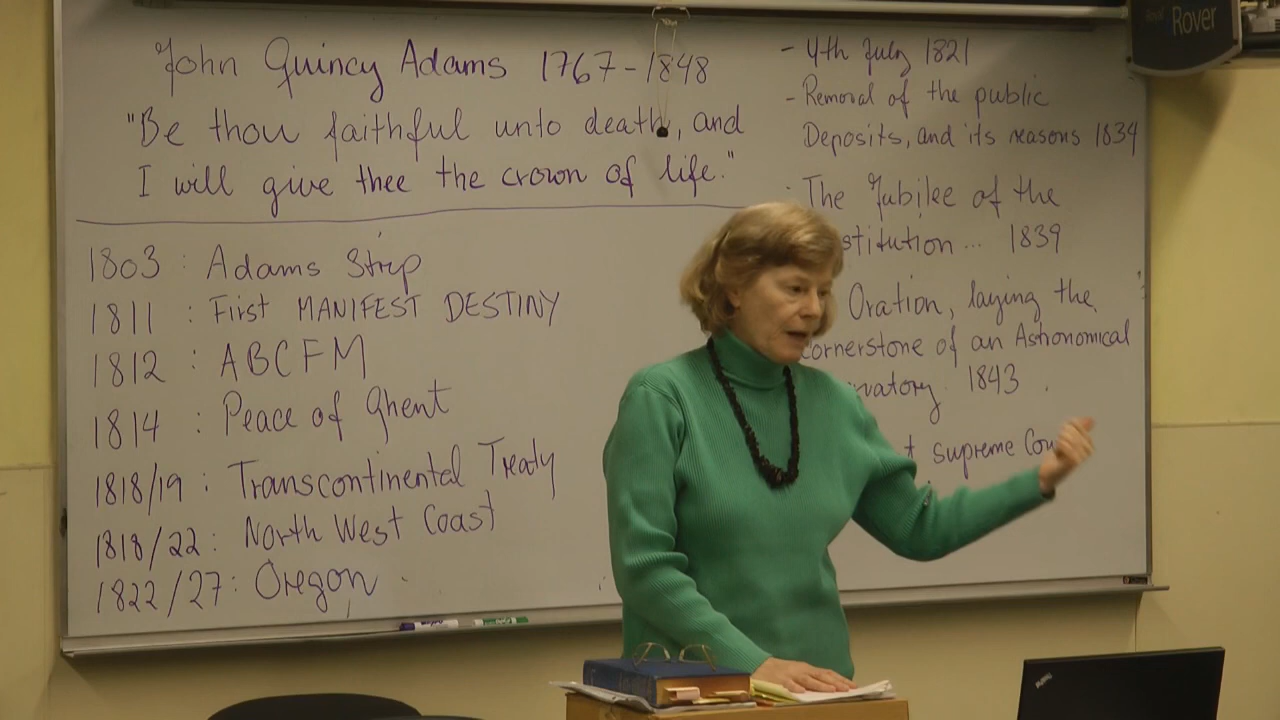 John Quincy Adams 1767-1848
"Be thou faithful unto death, and
I will give thee the crown of life."
1803 : Adams Strip
1811 : First MANIFEST DESTINY
1812 : ABCFM
1814 : Peace of Ghent
1818/19 : Transcontinental Treaty
1818/22 : North West Coast
1822/27 : Oregon
- 4th July 1821
- Removal of the public
Deposits, and its reasons 1834
The Jubilee of the
stitution... 1839
Oration, laying the
cornerstone of an Astronomical
vatory. 1843.
supreme Cou
Rover
ThinkPad